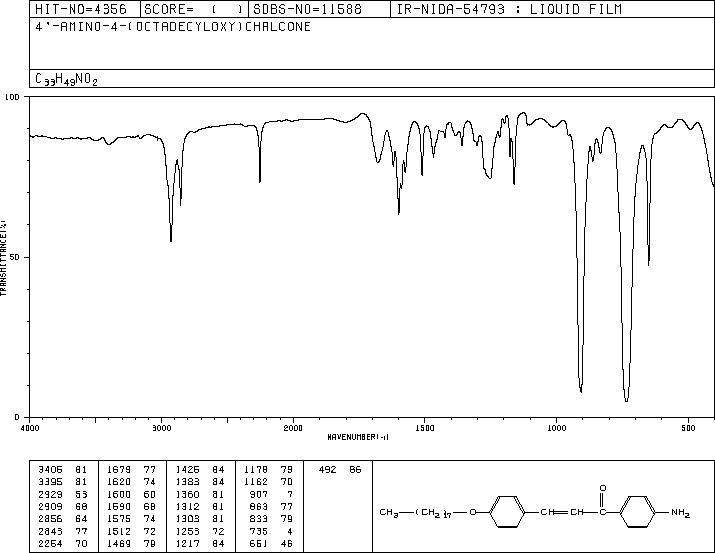 HIT-NO=4356 SCORE= ( ) SDBS-NO=11588 IR-NIDA-54793 : LIQUID FILM
4'-AMINO-4-(OCTADECYLOXY)CHALCONE
C33H49NO2
100
50
0
TRANSMITTANCE(%)
4000 3000 2000 1500 1000 500
WAVENUMBER(-1)
3405 81 1679 77 1426 84 1178 79 492 86
3395 81 1620 74 1383 84 1162 70
2929 53 1600 60 1360 81 907 7
2909 68 1590 68 1312 81 863 77
2856 64 1575 74 1303 81 833 79
2843 77 1512 72 1253 72 735 4
2254 70 1469 79 1217 84 651 46
O
CH3—(CH2)17—O—CH=CH—C—NH2